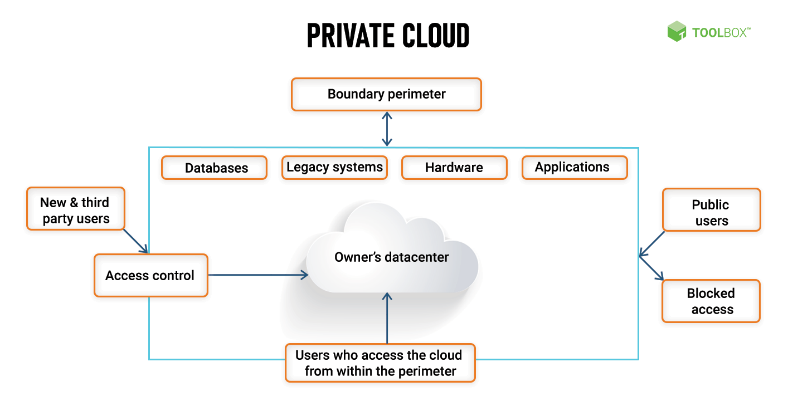 PRIVATE CLOUD
TOOLBOX™
Boundary perimeter
Databases
Legacy systems
Hardware
Applications
New & third
party users
Public
users
Owner's datacenter
Access control
Blocked
access
Users who access the cloud
from within the perimeter